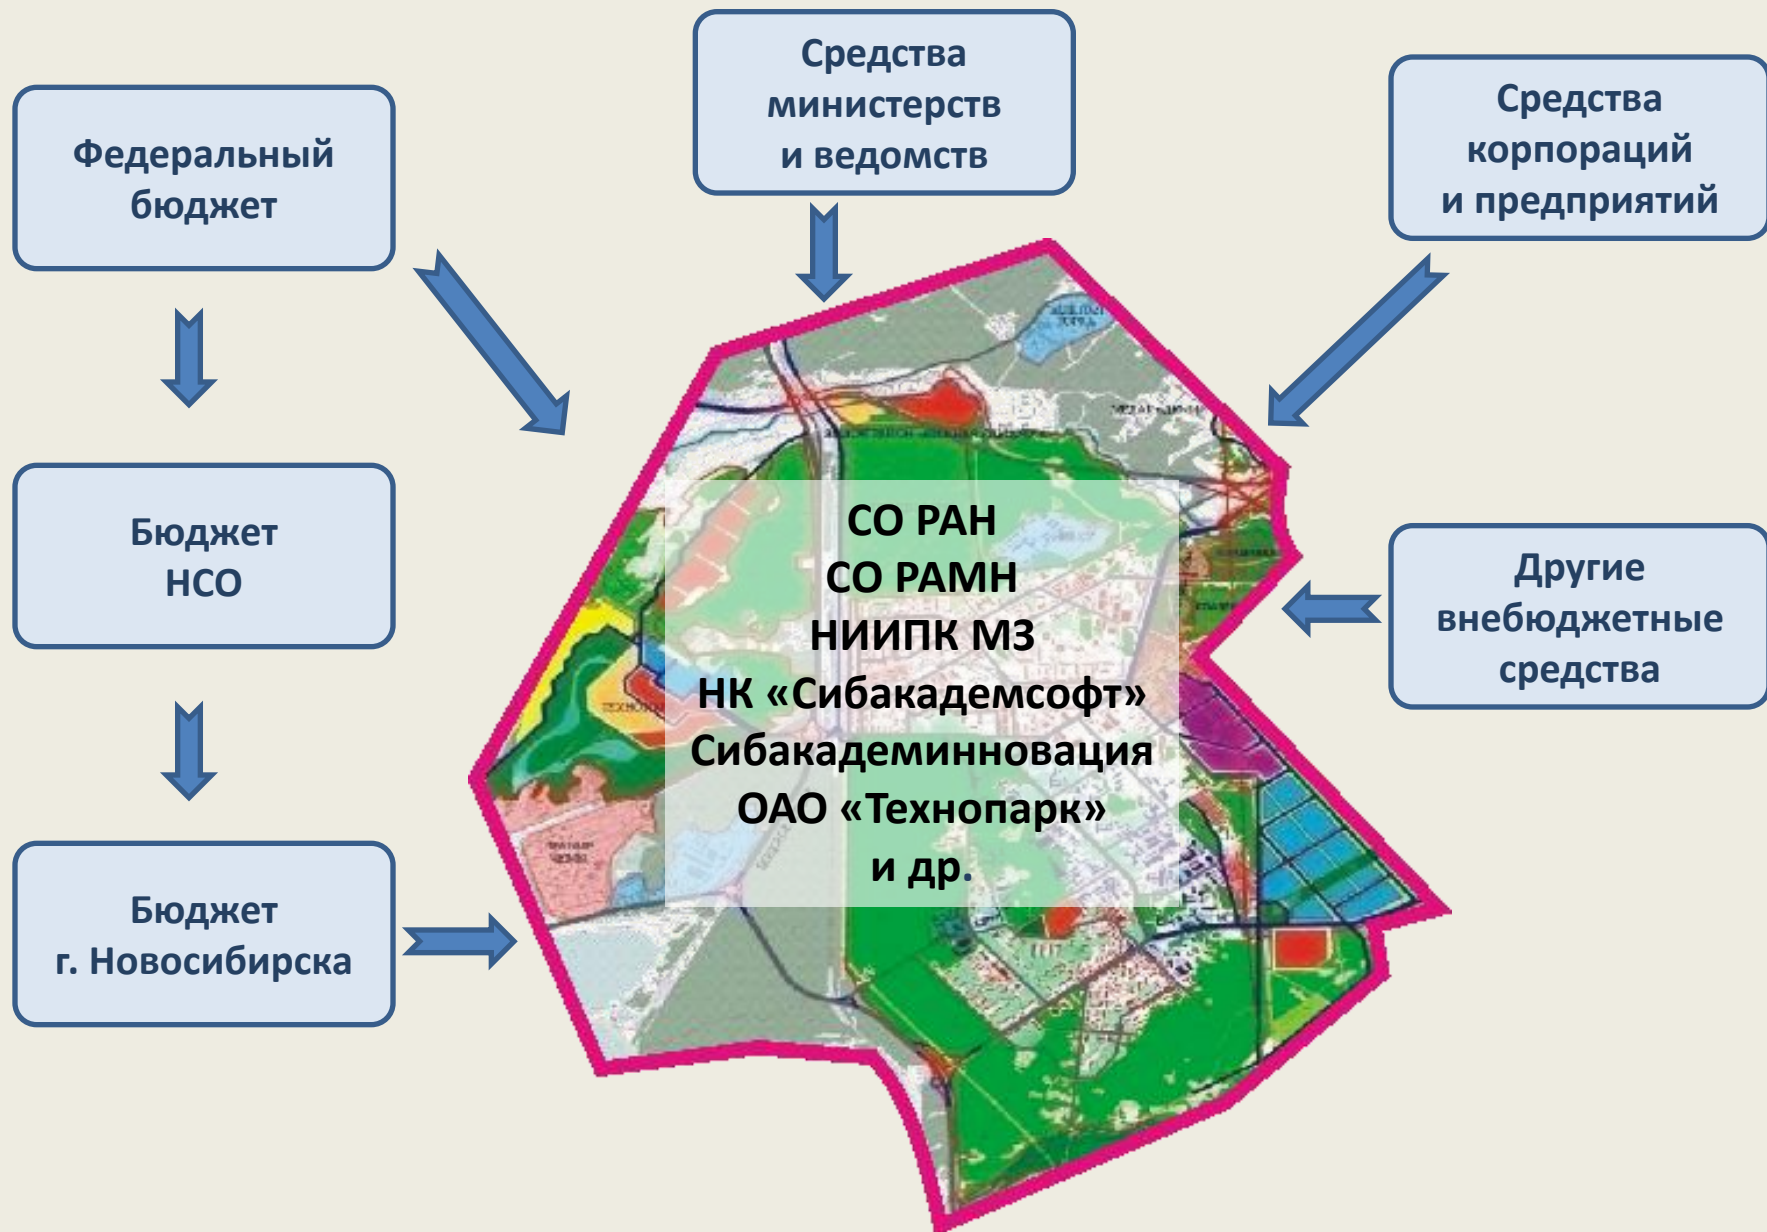 Средства
министерств
и ведомств
Средства
корпораций
и предприятий
Федеральный
бюджет
Бюджет
НСО
Бюджет
г. Новосибирска
Другие
внебюджетные
средства
СО РАН
СО РАМН
НИИПК МЗ
НК «Сибакадемсофт»
Сибакадеминновация
ОАО «Технопарк»
и др.